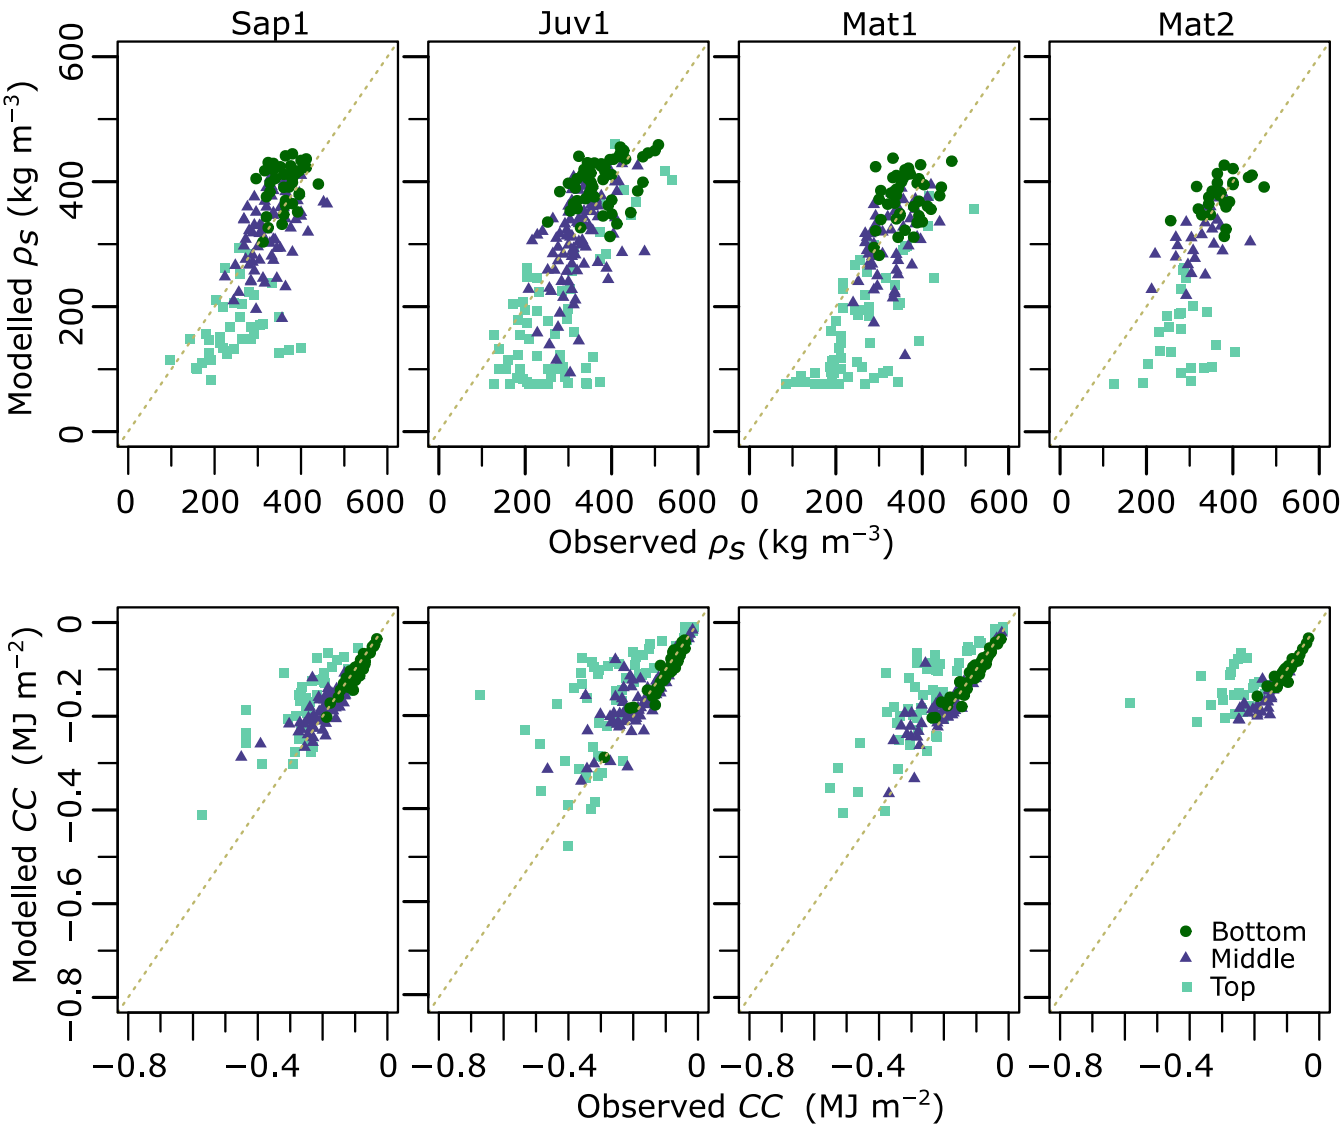 Sap1 Juv1 Mat1 Mat2
Modelled ρS (kg m−3)
600
400
200
0
0 200 400 600 0 200 400 600 0 200 400 600 0 200 400 600
Observed ρS (kg m−3)
Modelled CC (MJ m−2)
0
−0.2
−0.4
−0.6
−0.8
Bottom
Middle
Top
−0.8 −0.4 0 −0.8 −0.4 0 −0.8 −0.4 0 −0.8 −0.4 0
Observed CC (MJ m−2)